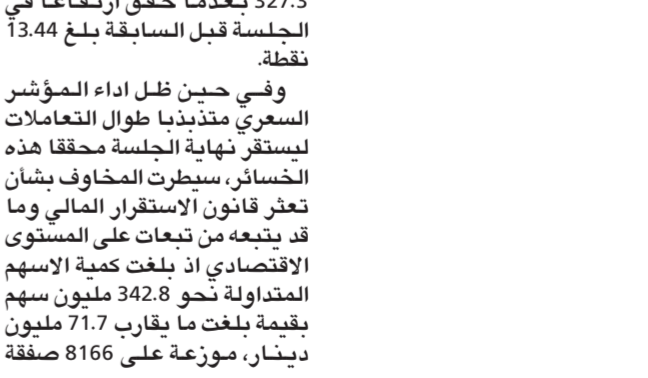 327.3 بعدما حقق ارتفاعا في
الجلسة قبل السابقة بلغ 13.44
نقطة.
وفي حين ظل اداء المؤشر
السعري متذبذبا طوال التعاملات
ليستقر نهاية الجلسة محققا هذه
الخسائر، سيطرت المخاوف بشأن
تعثر قانون الاستقرار المالي وما
قد يتبعه من تبعات على المستوى
الاقتصادي اذ بلغت كمية الاسهم
المتداولة نحو 342.8 مليون سهم
بقيمة بلغت ما يقارب 71.7 مليون
دينار، موزعة على 8166 صفقة